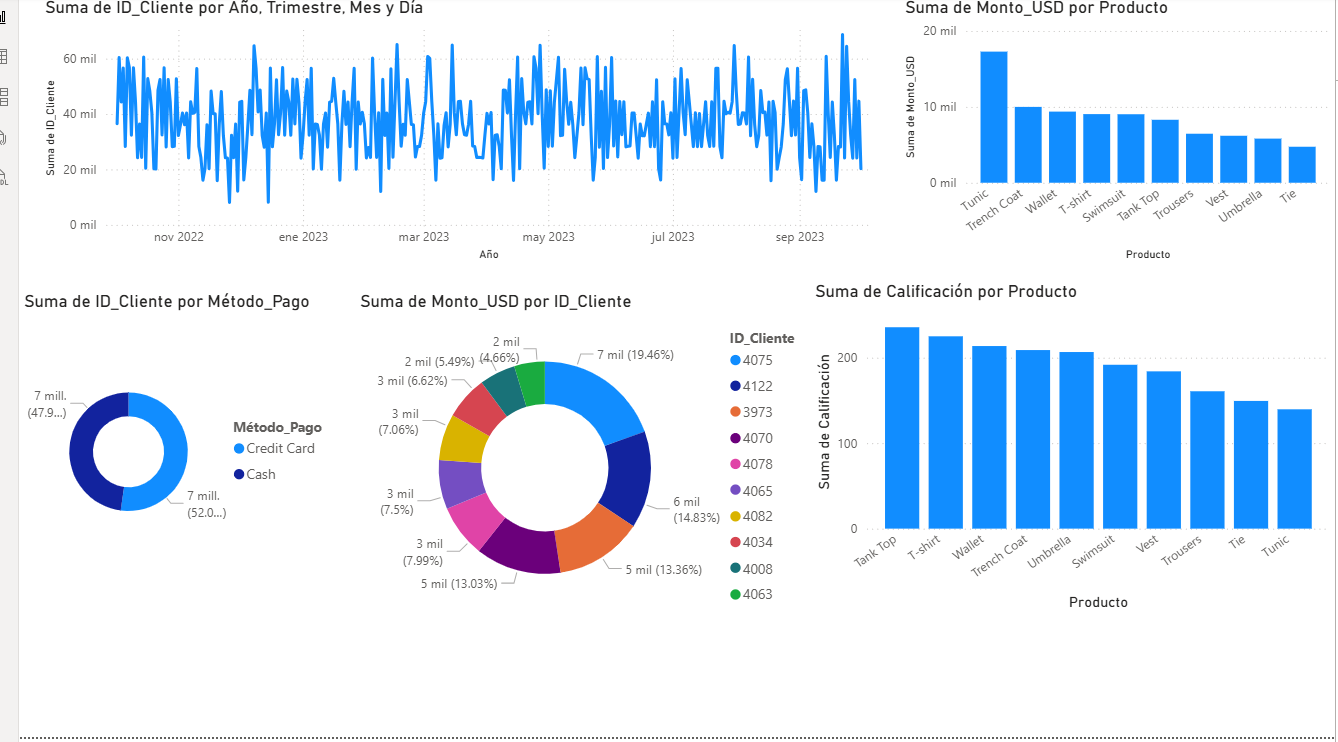 Suma de ID_Cliente por Año, Trimestre, Mes y Día
Suma de ID_Cliente
60 mil
40 mil
20 mil
0 mil
nov 2022
ene 2023
mar 2023
may 2023
jul 2023
sep 2023
Año
Suma de Monto_USD por Producto
Suma de Monto_USD
20 mil
10 mil
0 mil
Tunic
Trench Coat
Wallet
T-shirt
Swimsuit
Tank Top
Trousers
Vest
Umbrella
Tie
Producto
Suma de ID_Cliente por Método_Pago
7 mill.
(47.9...)
7 mill.
(52.0...)
Método_Pago
Credit Card
Cash
Suma de Monto_USD por ID_Cliente
2 mil
(4.66%)
2 mil (5.49%)
3 mil (6.62%)
3 mil
(7.06%)
3 mil
(7.5%)
3 mil
(7.99%)
5 mil (13.03%)
5 mil (13.36%)
6 mil
(14.83%)
7 mil (19.46%)
ID_Cliente
4075
4122
3973
4070
4078
4065
4082
4034
4008
4063
Suma de Calificación por Producto
Suma de Calificación
200
100
0
Tank Top
T-shirt
Wallet
Trench Coat
Umbrella
Swimsuit
Vest
Trousers
Tie
Tunic
Producto